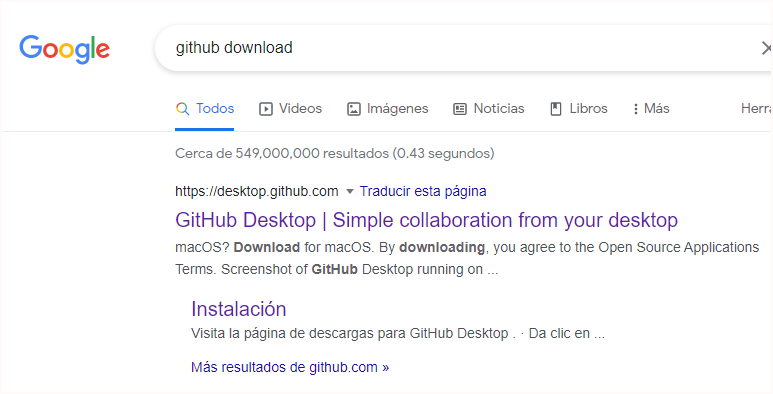 Google
github download
Todos Videos Imágenes Noticias Libros Más
Cerca de 549,000,000 resultados (0.43 segundos)
https://desktop.github.com Traducir esta página
GitHub Desktop | Simple collaboration from your desktop
macOS? Download for macOS. By downloading, you agree to the Open Source Applications
Terms. Screenshot of GitHub Desktop running on ...
Instalación
Visita la página de descargas para GitHub Desktop . · Da clic en ...
Más resultados de github.com »